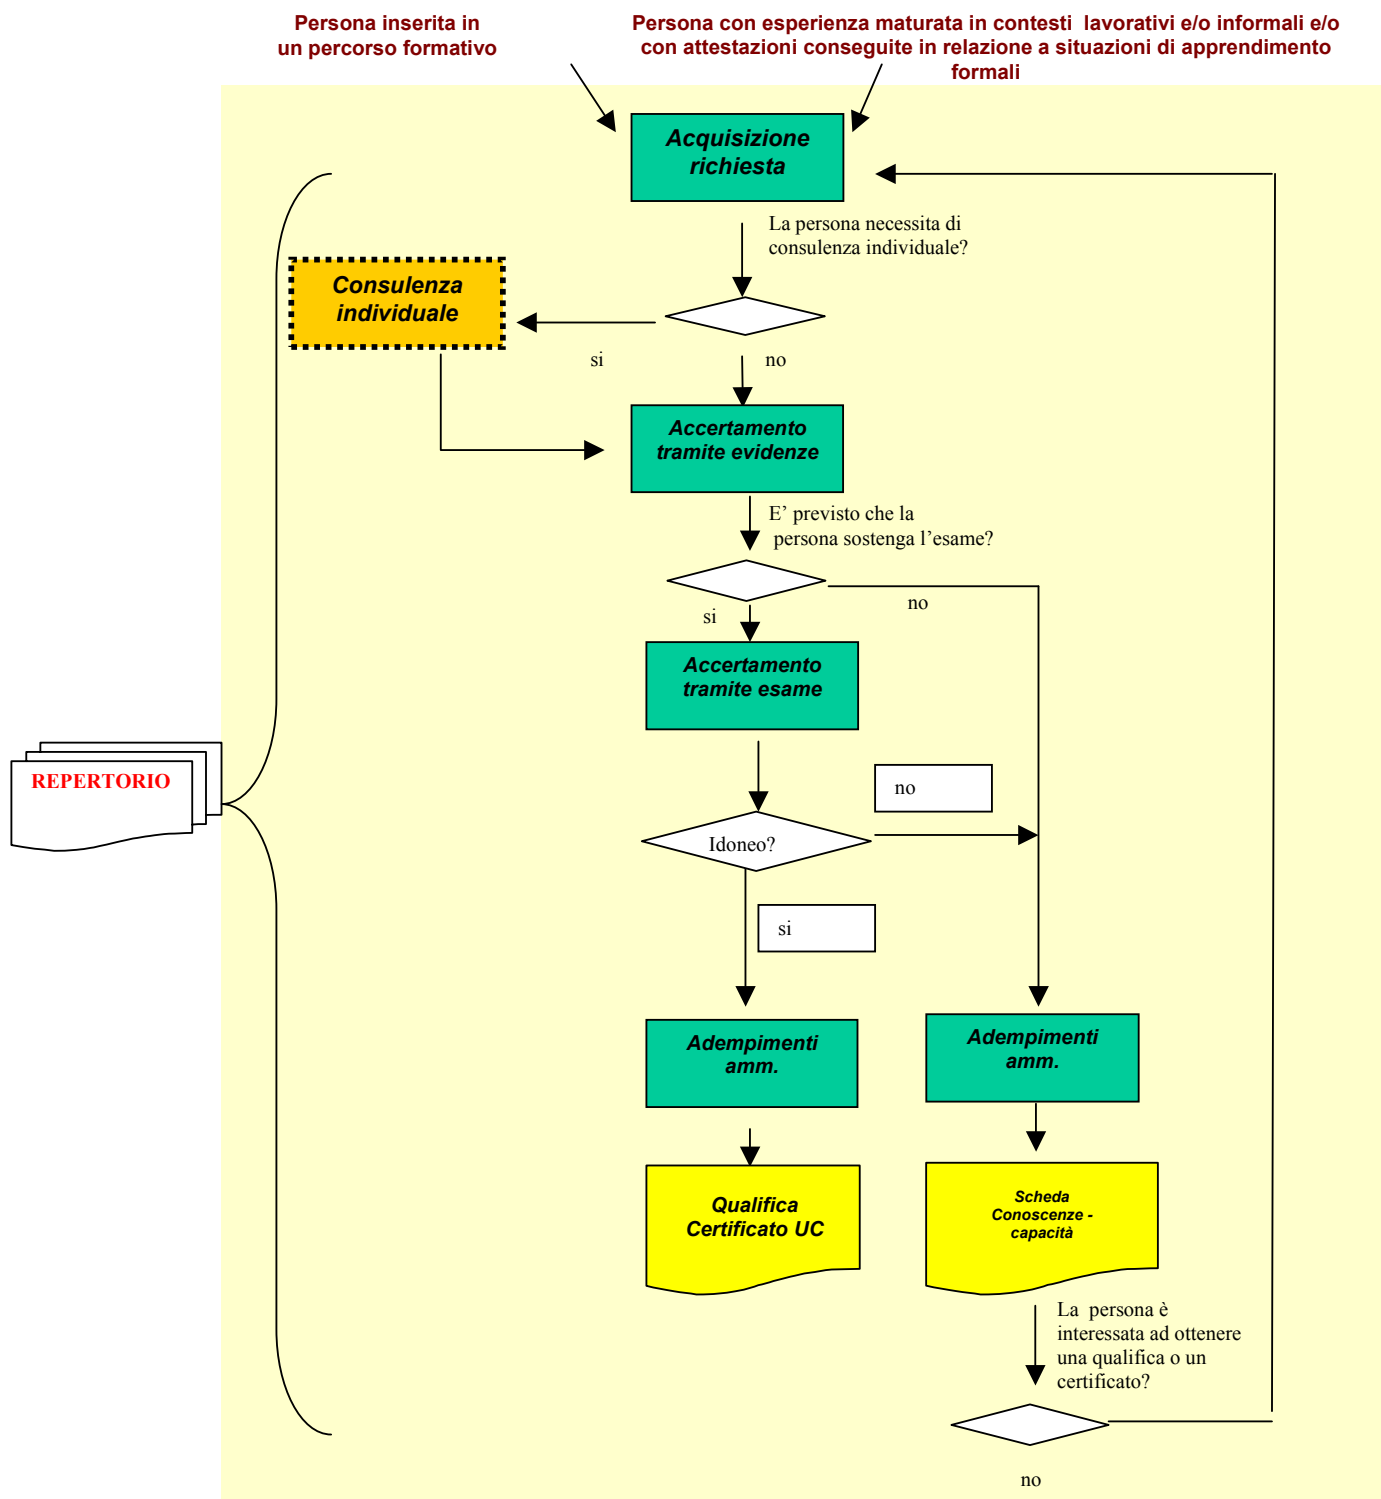 Persona inserita in
un percorso formativo
Persona con esperienza maturata in contesti lavorativi e/o informali e/o
con attestazioni conseguite in relazione a situazioni di apprendimento
formali
Acquisizione
richiesta
La persona necessita di
consulenza individuale?
Consulenza
individuale
si
no
Accertamento
tramite evidenze
E’ previsto che la
persona sostenga l’esame?
no
si
Accertamento
tramite esame
REPERTORIO
no
Idoneo?
si
Adempimenti
amm.
Adempimenti
amm.
Qualifica
Certificato UC
Scheda
Conoscenze -
capacità
La persona è
interessata ad ottenere
una qualifica o un
certificato?
no